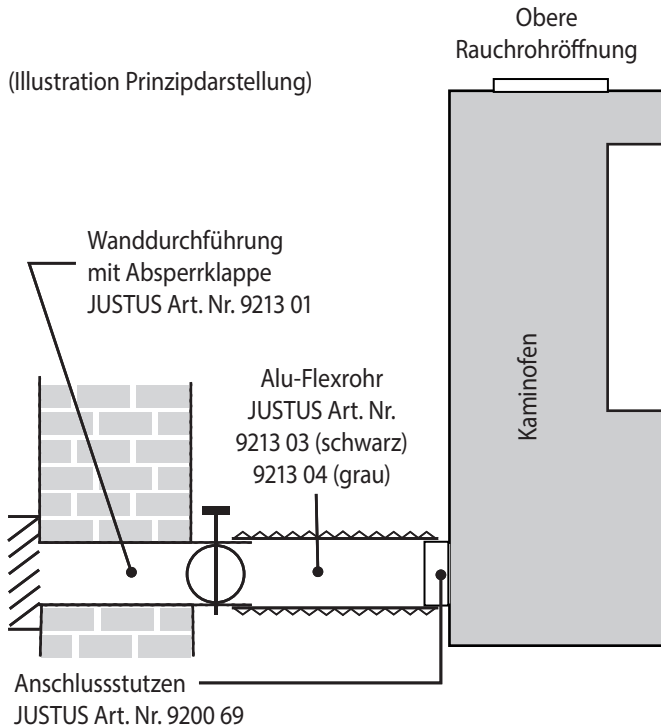 Obere
Rauchrohröffnung
(Illustration Prinzipdarstellung)
Wanddurchführung
mit Absperrklappe
JUSTUS Art. Nr. 9213 01
Alu-Flexrohr
JUSTUS Art. Nr.
9213 03 (schwarz)
9213 04 (grau)
Kaminofen
Anschlussstutzen
JUSTUS Art. Nr. 9200 69